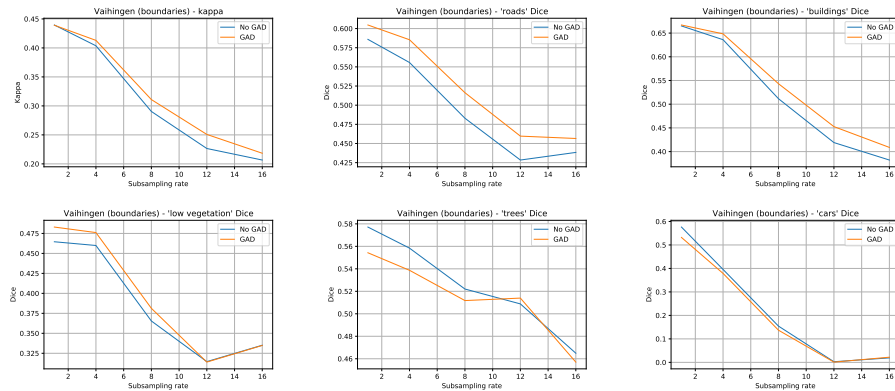 Vaihingen (boundaries) - kappa
0.45
0.40
0.35
0.30
0.25
0.20
Kappa
2 4 6 8 10 12 14 16
Subsampling rate
No GAD
GAD
Vaihingen (boundaries) - 'roads' Dice
0.600
0.575
0.550
0.525
0.500
0.475
0.450
0.425
Dice
2 4 6 8 10 12 14 16
Subsampling rate
No GAD
GAD
Vaihingen (boundaries) - 'buildings' Dice
0.65
0.60
0.55
0.50
0.45
0.40
Dice
2 4 6 8 10 12 14 16
Subsampling rate
No GAD
GAD
Vaihingen (boundaries) - 'low vegetation' Dice
0.475
0.450
0.425
0.400
0.375
0.350
0.325
Dice
2 4 6 8 10 12 14 16
Subsampling rate
No GAD
GAD
Vaihingen (boundaries) - 'trees' Dice
0.58
0.56
0.54
0.52
0.50
0.48
0.46
Dice
2 4 6 8 10 12 14 16
Subsampling rate
No GAD
GAD
Vaihingen (boundaries) - 'cars' Dice
0.6
0.5
0.4
0.3
0.2
0.1
0.0
Dice
2 4 6 8 10 12 14 16
Subsampling rate
No GAD
GAD